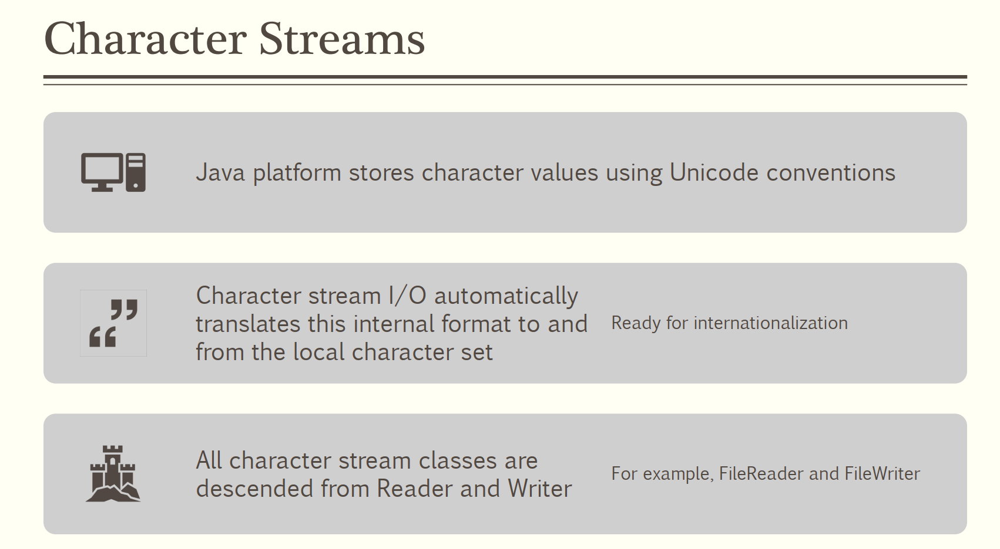 Character Streams
Java platform stores character values using Unicode conventions
Character stream I/O automatically
translates this internal format to and
from the local character set
Ready for internationalization
All character stream classes are
descended from Reader and Writer
For example, FileReader and FileWriter